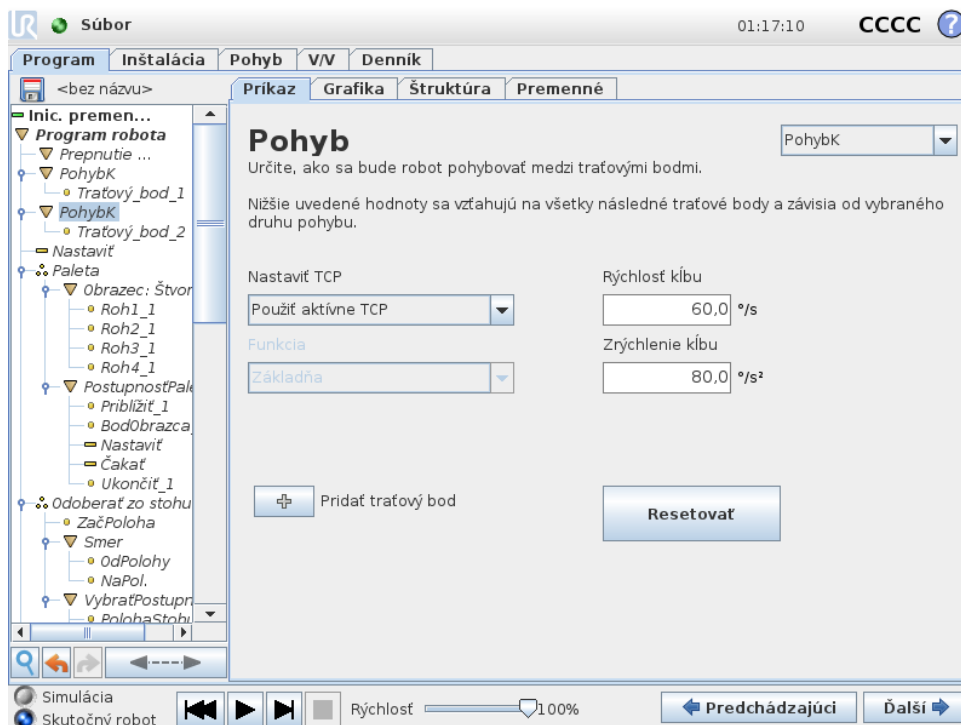 UR Súbor 01:17:10 CCCC ?
Program Inštalácia Pohyb V/V Denník
<bez názvu> Príkaz Grafika Štruktúra Premenné
Inic. premen...
Program robota
Prepnutie ...
PohybK
Traťový_bod_1
PohybK
Traťový_bod_2
Nastaviť
Paleta
Obrazec: Štvor
Roh1_1
Roh2_1
Roh3_1
Roh4_1
PostupnosťPale
Priblížiť_1
BodObrazca_
Nastaviť
Čakať
Ukončiť_1
Odoberať zo stohu
ZačPoloha
Smer
OdPolohy
NaPol.
VybraťPostupn
PolohaStohu
Pohyb
PohybK
Určite, ako sa bude robot pohybovať medzi traťovými bodmi.
Nižšie uvedené hodnoty sa vzťahujú na všetky následné traťové body a závisia od vybraného
druhu pohybu.
Nastaviť TCP Rýchlosť kĺbu
Použiť aktívne TCP 60,0 °/s
Funkcia Zrýchlenie kĺbu
Základňa 80,0 °/s²
Pridať traťový bod Resetovať
Simulácia
Skutočný robot
Rýchlosť 100% Predchádzajúci Ďalší